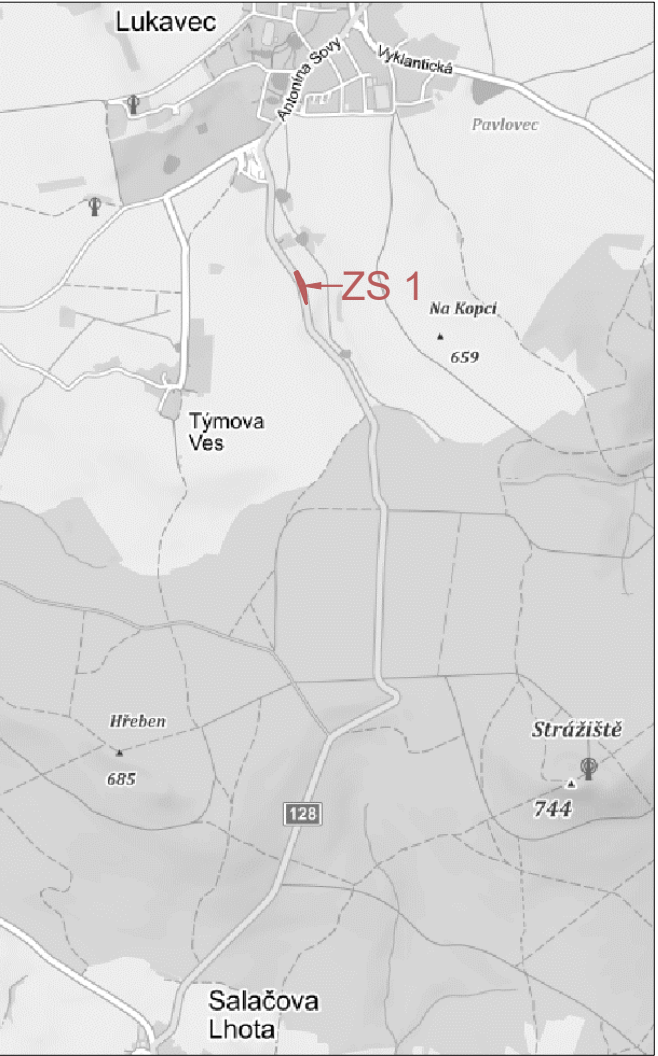 Lukavec
Antonína Sovy
Vyklantická
Pavlovec
ZS 1
Na Kopci
659
Týmova
Ves
Hřeben
685
Strážiště
744
128
Salačova
Lhota